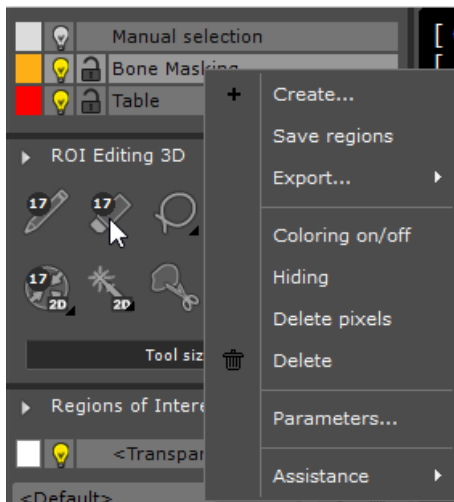 Manual selection
Bone Masking
Table
Create...
Save regions
Export...
Coloring on/off
Hiding
Delete pixels
Delete
Parameters...
Assistance
ROI Editing 3D
17
17
17
2D
2D
Tool siz
Regions of Intere
<Transpar
<Default>